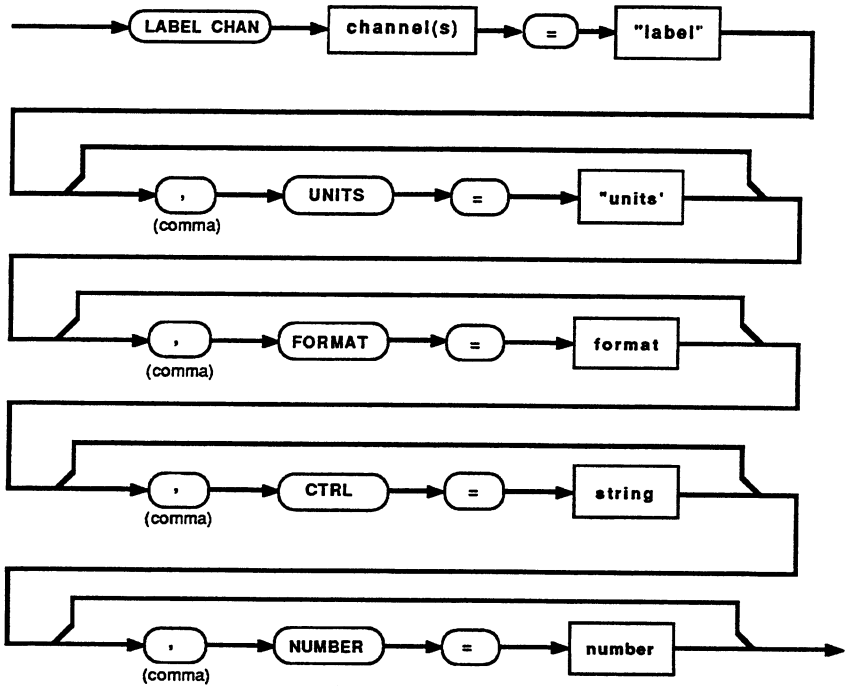 LABEL CHAN channel(s) = "label"
, UNITS = "units'
(comma)
, FORMAT = format
(comma)
, CTRL = string
(comma)
, NUMBER = number
(comma)